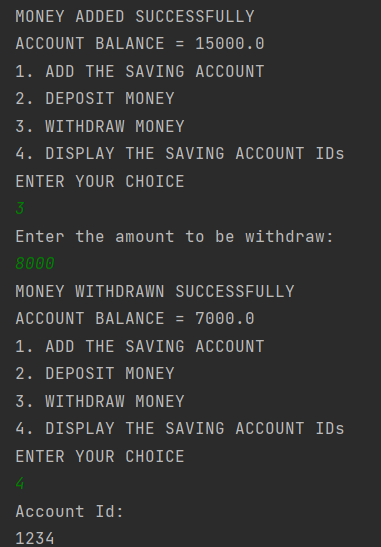 MONEY ADDED SUCCESSFULLY
ACCOUNT BALANCE = 15000.0
1. ADD THE SAVING ACCOUNT
2. DEPOSIT MONEY
3. WITHDRAW MONEY
4. DISPLAY THE SAVING ACCOUNT IDs
ENTER YOUR CHOICE
3
Enter the amount to be withdraw:
8000
MONEY WITHDRAWN SUCCESSFULLY
ACCOUNT BALANCE = 7000.0
1. ADD THE SAVING ACCOUNT
2. DEPOSIT MONEY
3. WITHDRAW MONEY
4. DISPLAY THE SAVING ACCOUNT IDs
ENTER YOUR CHOICE
4
Account Id:
1234